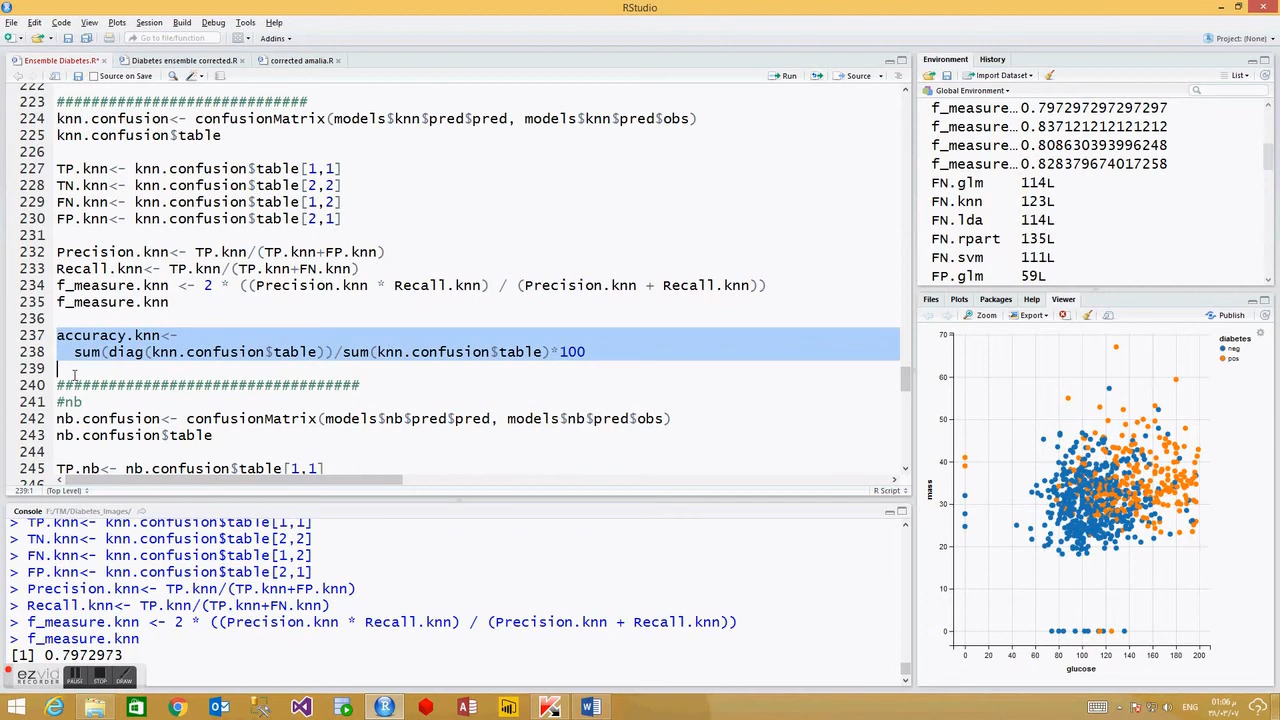 RStudio
File Edit Code View Plots Session Build Debug Tools Help
Go to file/function
Addins
Project: (None)
Ensemble Diabetes.R*
Diabetes ensemble corrected.R
corrected amalia.R
Source on Save
Run
Source
222
223 #############################
224 knn.confusion<- confusionMatrix(models$knn$pred$pred, models$knn$pred$obs)
225 knn.confusion$table
226
227 TP.knn<- knn.confusion$table[1,1]
228 TN.knn<- knn.confusion$table[2,2]
229 FN.knn<- knn.confusion$table[1,2]
230 FP.knn<- knn.confusion$table[2,1]
231
232 Precision.knn<- TP.knn/(TP.knn+FP.knn)
233 Recall.knn<- TP.knn/(TP.knn+FN.knn)
234 f_measure.knn <- 2 * ((Precision.knn * Recall.knn) / (Precision.knn + Recall.knn))
235 f_measure.knn
236
237 accuracy.knn<-
238 sum(diag(knn.confusion$table))/sum(knn.confusion$table)*100
239
240 ###################################
241 #nb
242 nb.confusion<- confusionMatrix(models$nb$pred$pred, models$nb$pred$obs)
243 nb.confusion$table
244
245 TP.nb<- nb.confusion$table[1,1]
246
239:1 (Top Level) R Script
Console F:/TM/Diabetes_Images/
> TP.knn<- knn.confusion$table[1,1]
> TN.knn<- knn.confusion$table[2,2]
> FN.knn<- knn.confusion$table[1,2]
> FP.knn<- knn.confusion$table[2,1]
> Precision.knn<- TP.knn/(TP.knn+FP.knn)
> Recall.knn<- TP.knn/(TP.knn+FN.knn)
> f_measure.knn <- 2 * ((Precision.knn * Recall.knn) / (Precision.knn + Recall.knn))
> f_measure.knn
[1] 0.7972973
ezvid
RECORDER
PAUSE STOP DRAW
Environment History
Import Dataset List
Global Environment
f_measure… 0.797297297297297
f_measure… 0.837121212121212
f_measure… 0.808630393996248
f_measure… 0.828379674017258
FN.glm 114L
FN.knn 123L
FN.lda 114L
FN.rpart 135L
FN.svm 111L
FP.glm 59L
Files Plots Packages Help Viewer
Zoom Export Publish
diabetes
neg
pos
70
60
50
40
30
20
10
0
mass
0 20 40 60 80 100 120 140 160 180 200
glucose
ENG
01:06 م